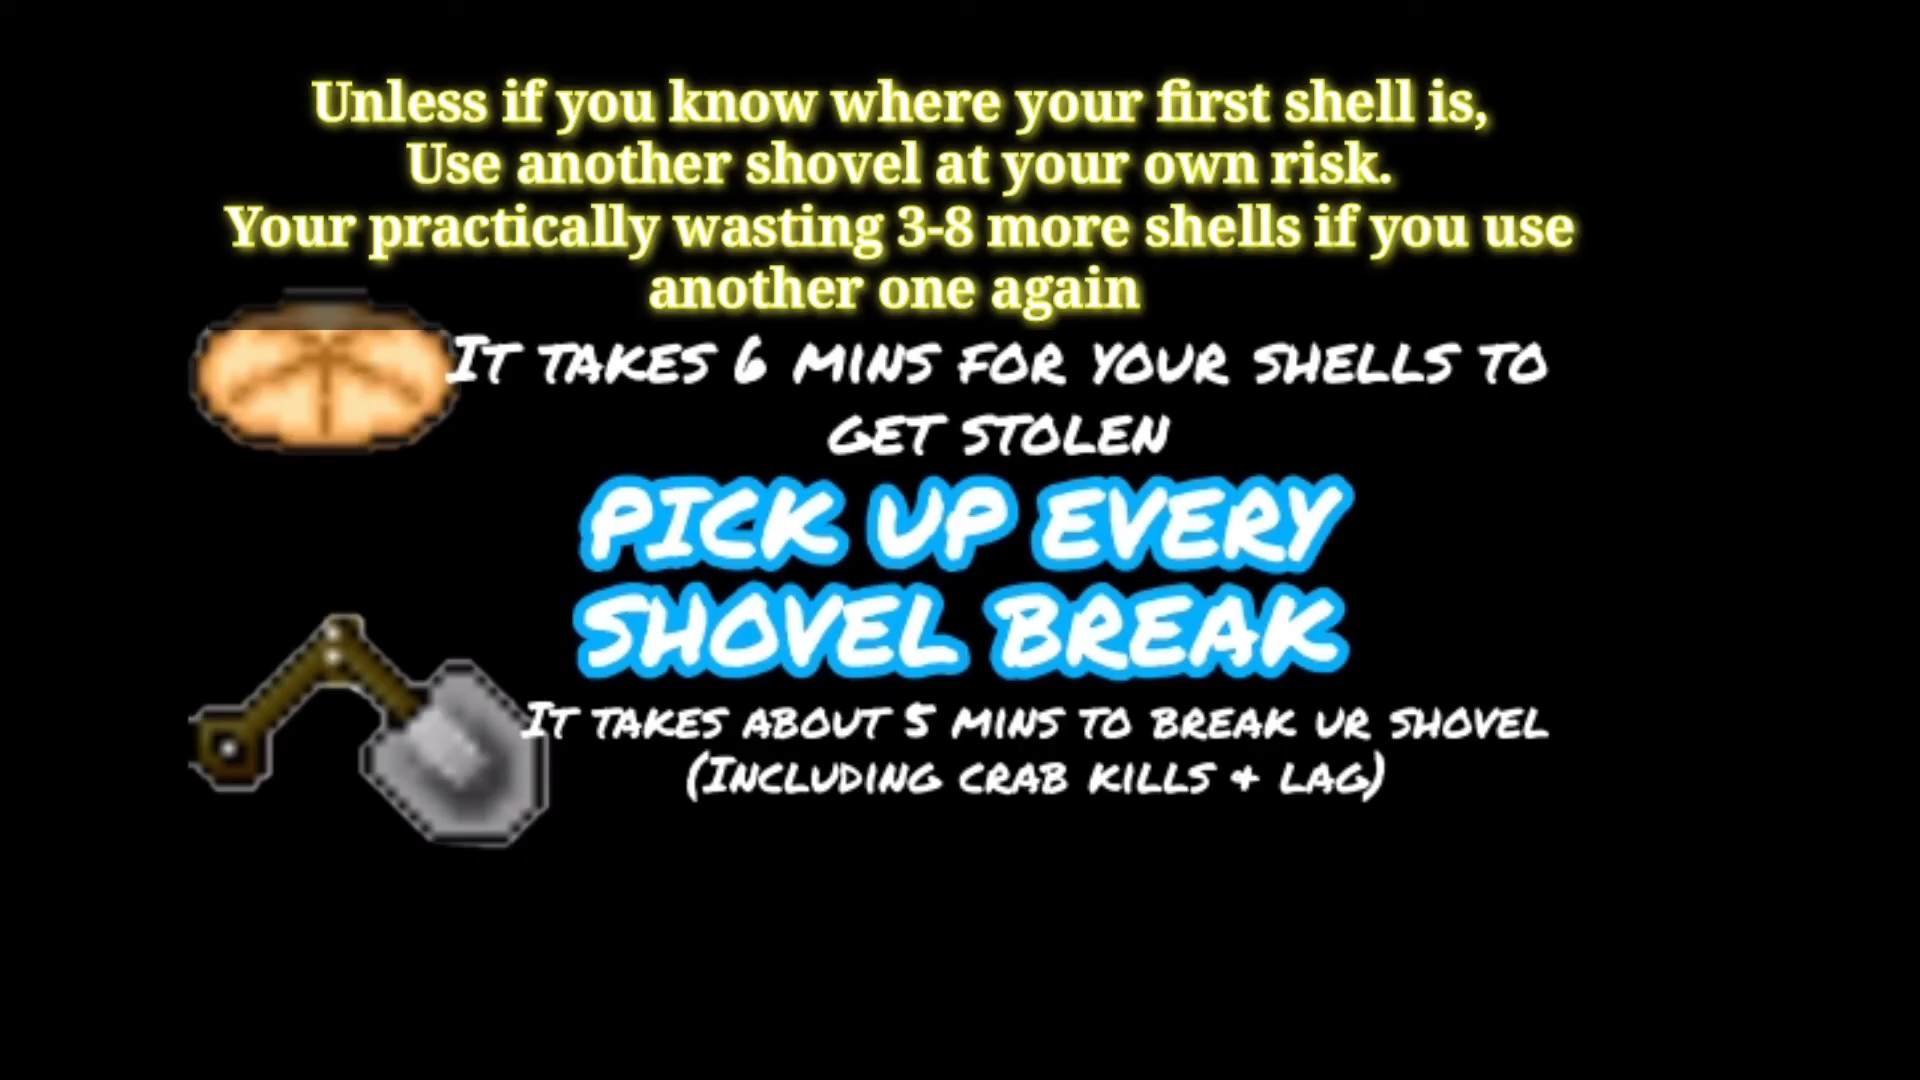 Unless if you know where your first shell is,
Use another shovel at your own risk.
Your practically wasting 3-8 more shells if you use
another one again
IT TAKES 6 MINS FOR YOUR SHELLS TO
GET STOLEN
PICK UP EVERY
SHOVEL BREAK
IT TAKES ABOUT 5 MINS TO BREAK UR SHOVEL
(INCLUDING CRAB KILLS + LAG)